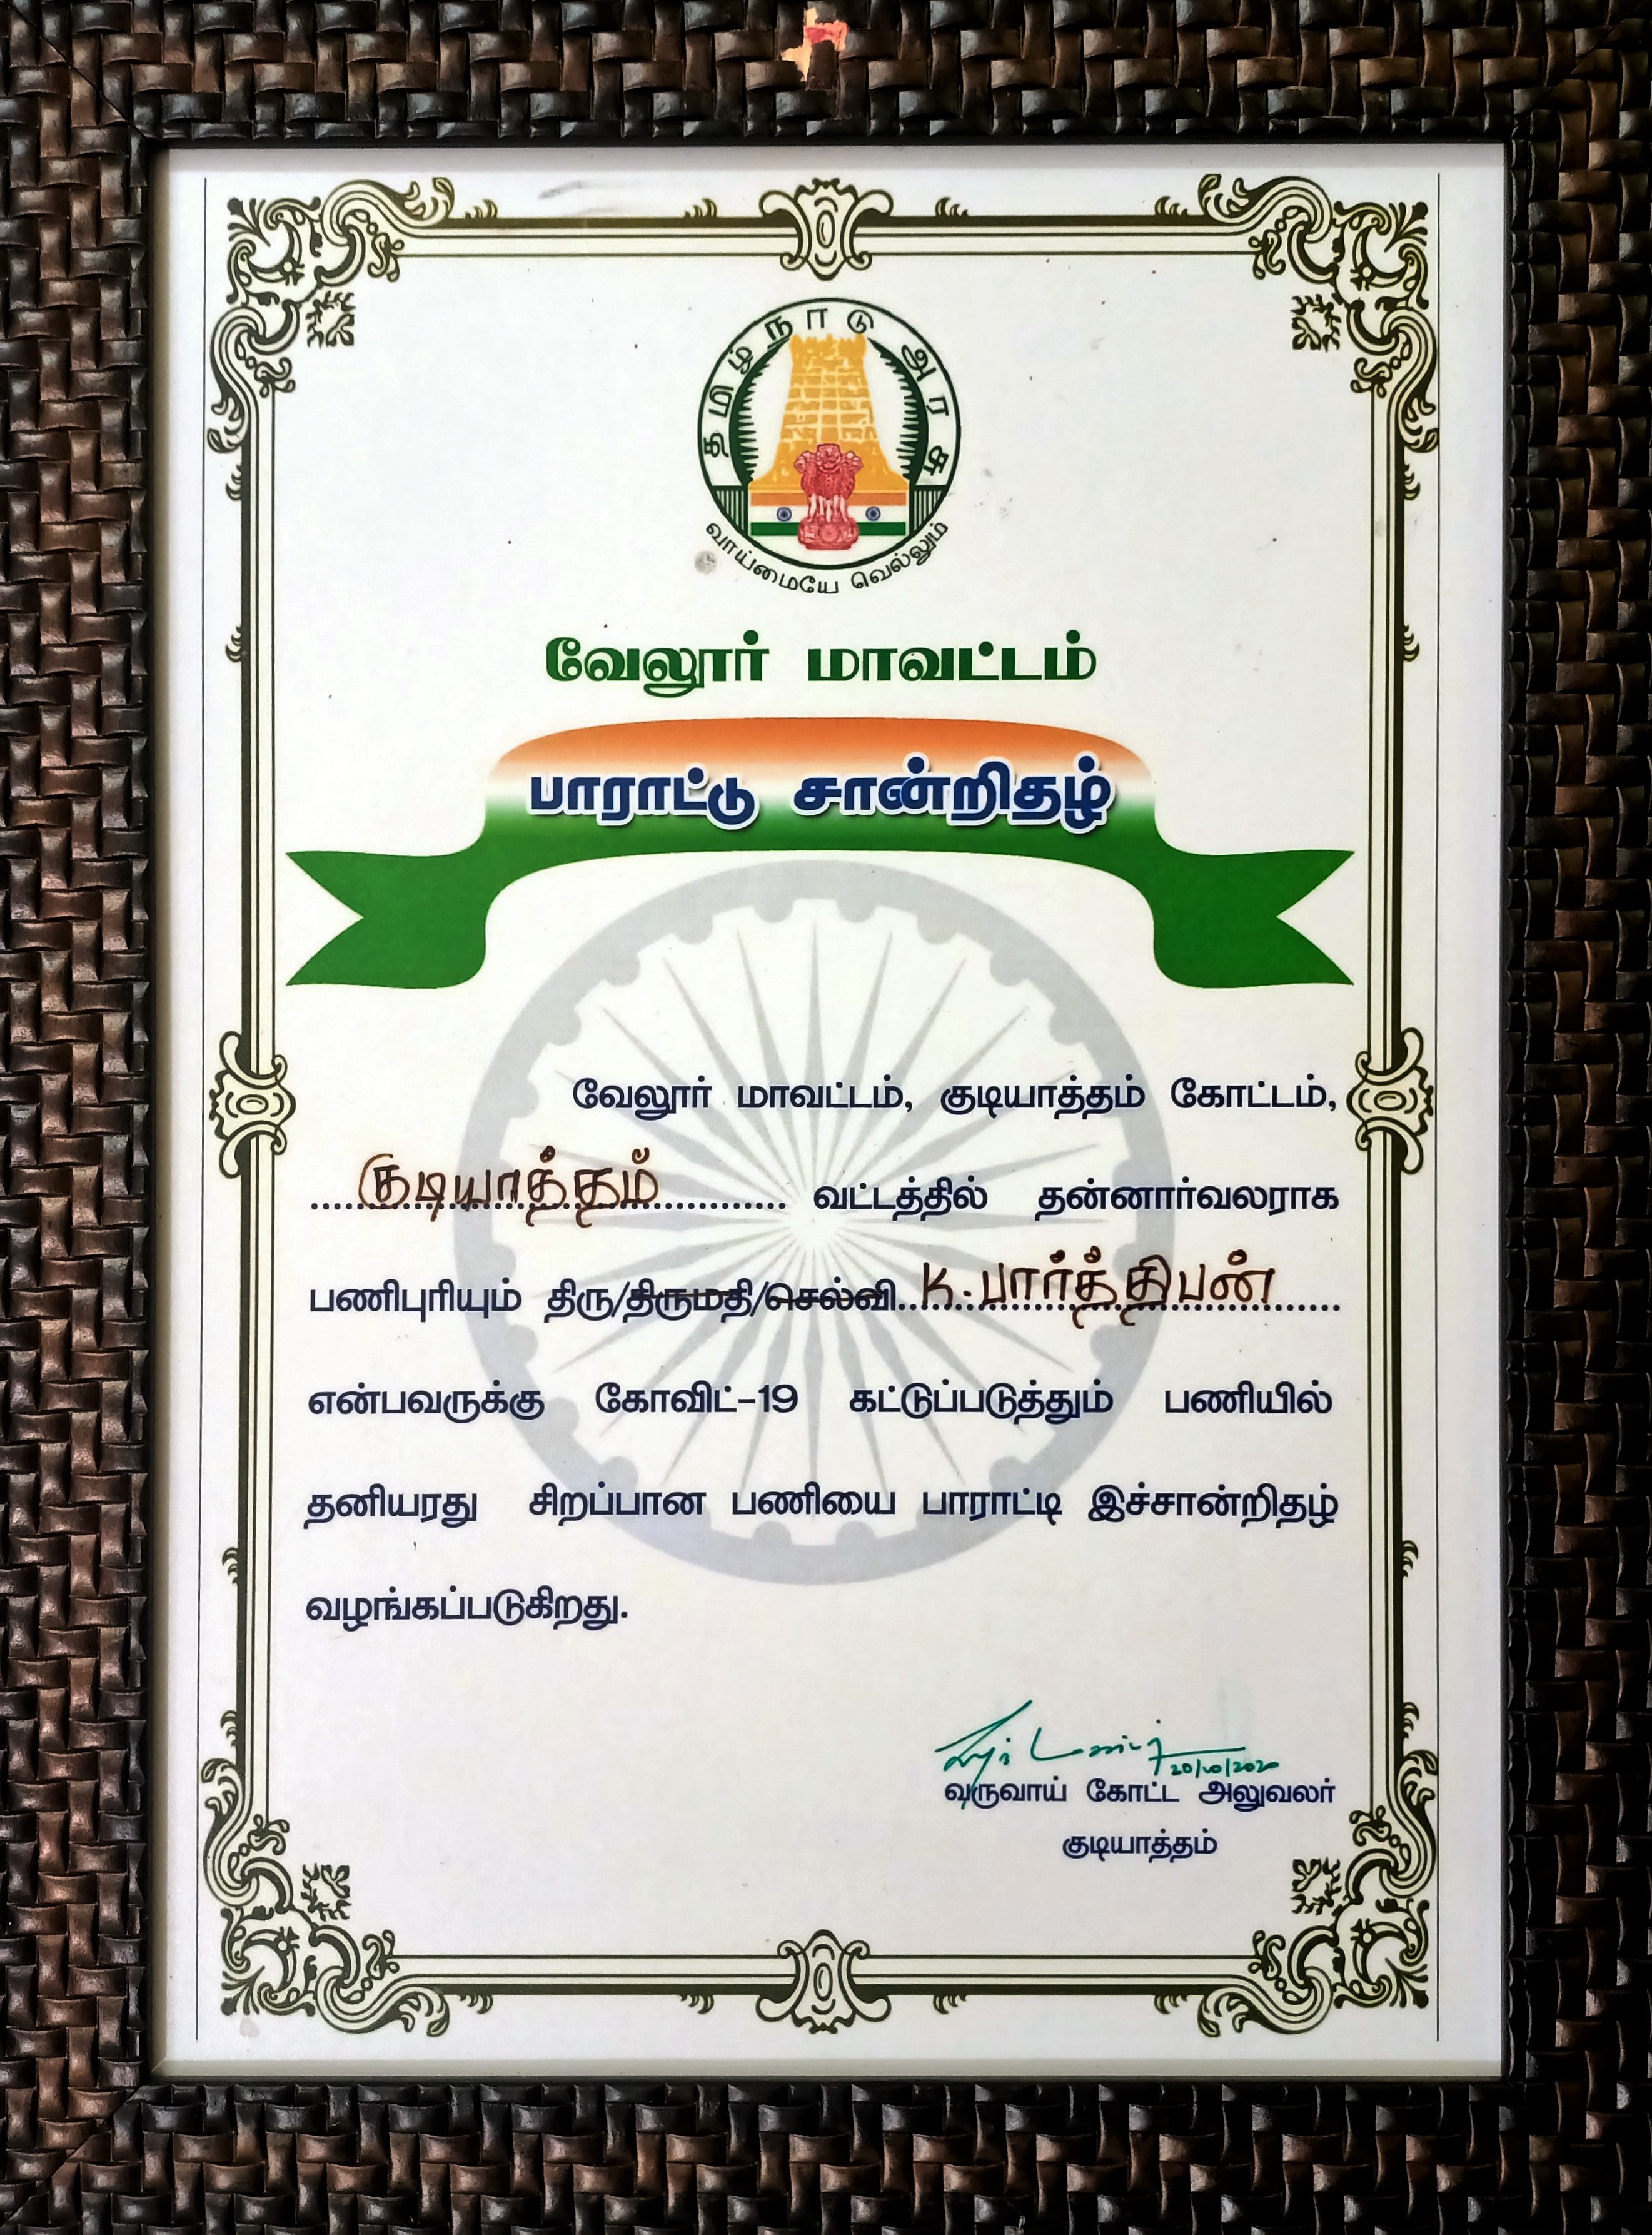 தமிழ்நாடு அரசு
வாய்மையே வெல்லும்
வேலூர் மாவட்டம்
பாராட்டு சான்றிதழ்
வேலூர் மாவட்டம், குடியாத்தம் கோட்டம்,
குடியாத்தம் வட்டத்தில் தன்னார்வலராக
பணிபுரியும் திரு/திருமதி/செல்வி K. பார்த்திபன்
என்பவருக்கு கோவிட்-19 கட்டுப்படுத்தும் பணியில்
தனியரது சிறப்பான பணியை பாராட்டி இச்சான்றிதழ்
வழங்கப்படுகிறது.
20/10/2020
வருவாய் கோட்ட அலுவலர்
குடியாத்தம்